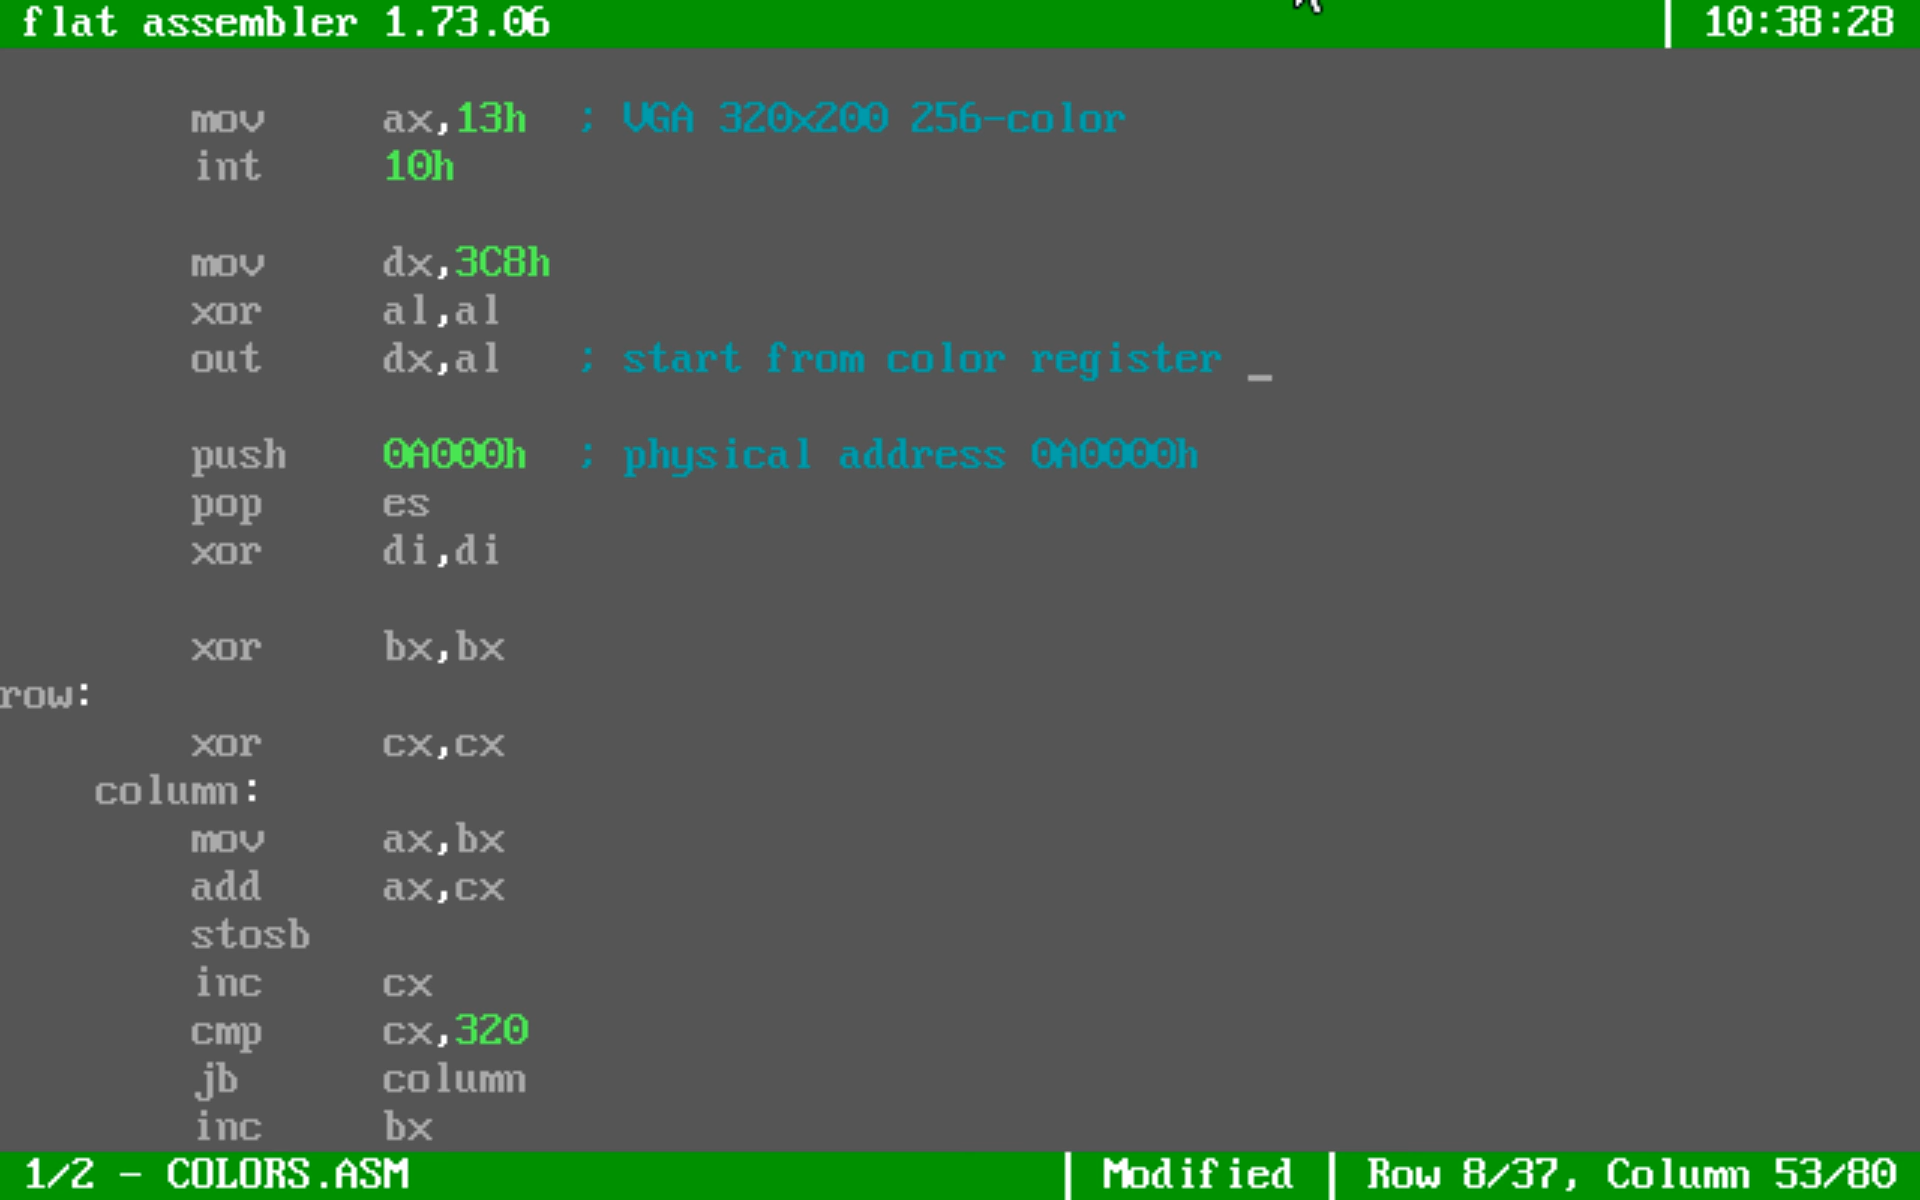 flat assembler 1.73.06 | 10:38:28
mov ax,13h ; VGA 320x200 256-color
int 10h
mov dx,3C8h
xor al,al
out dx,al ; start from color register _
push 0A000h ; physical address 0A0000h
pop es
xor di,di
xor bx,bx
row:
xor cx,cx
column:
mov ax,bx
add ax,cx
stosb
inc cx
cmp cx,320
jb column
inc bx
1/2 - COLORS.ASM | Modified | Row 8/37, Column 53/80